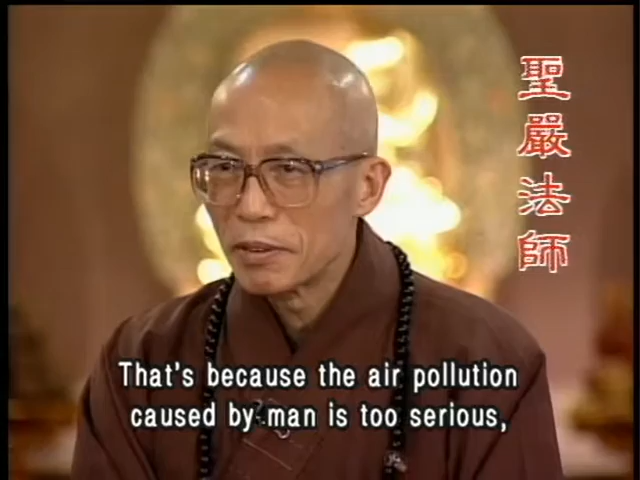 聖嚴法師
That's because the air pollution
caused by man is too serious,